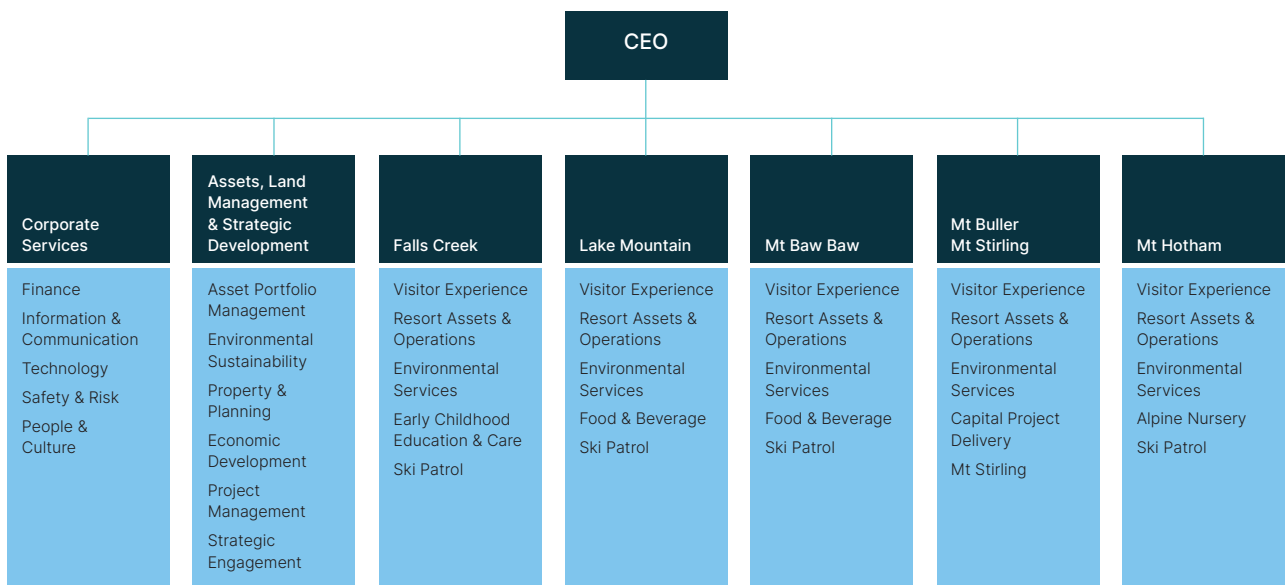 CEO
Corporate
Services
Finance
Information &
Communication
Technology
Safety & Risk
People &
Culture
Assets, Land
Management
& Strategic
Development
Asset Portfolio
Management
Environmental
Sustainability
Property &
Planning
Economic
Development
Project
Management
Strategic
Engagement
Falls Creek
Visitor Experience
Resort Assets &
Operations
Environmental
Services
Early Childhood
Education & Care
Ski Patrol
Lake Mountain
Visitor Experience
Resort Assets &
Operations
Environmental
Services
Food & Beverage
Ski Patrol
Mt Baw Baw
Visitor Experience
Resort Assets &
Operations
Environmental
Services
Food & Beverage
Ski Patrol
Mt Buller
Mt Stirling
Visitor Experience
Resort Assets &
Operations
Environmental
Services
Capital Project
Delivery
Mt Stirling
Mt Hotham
Visitor Experience
Resort Assets &
Operations
Environmental
Services
Alpine Nursery
Ski Patrol